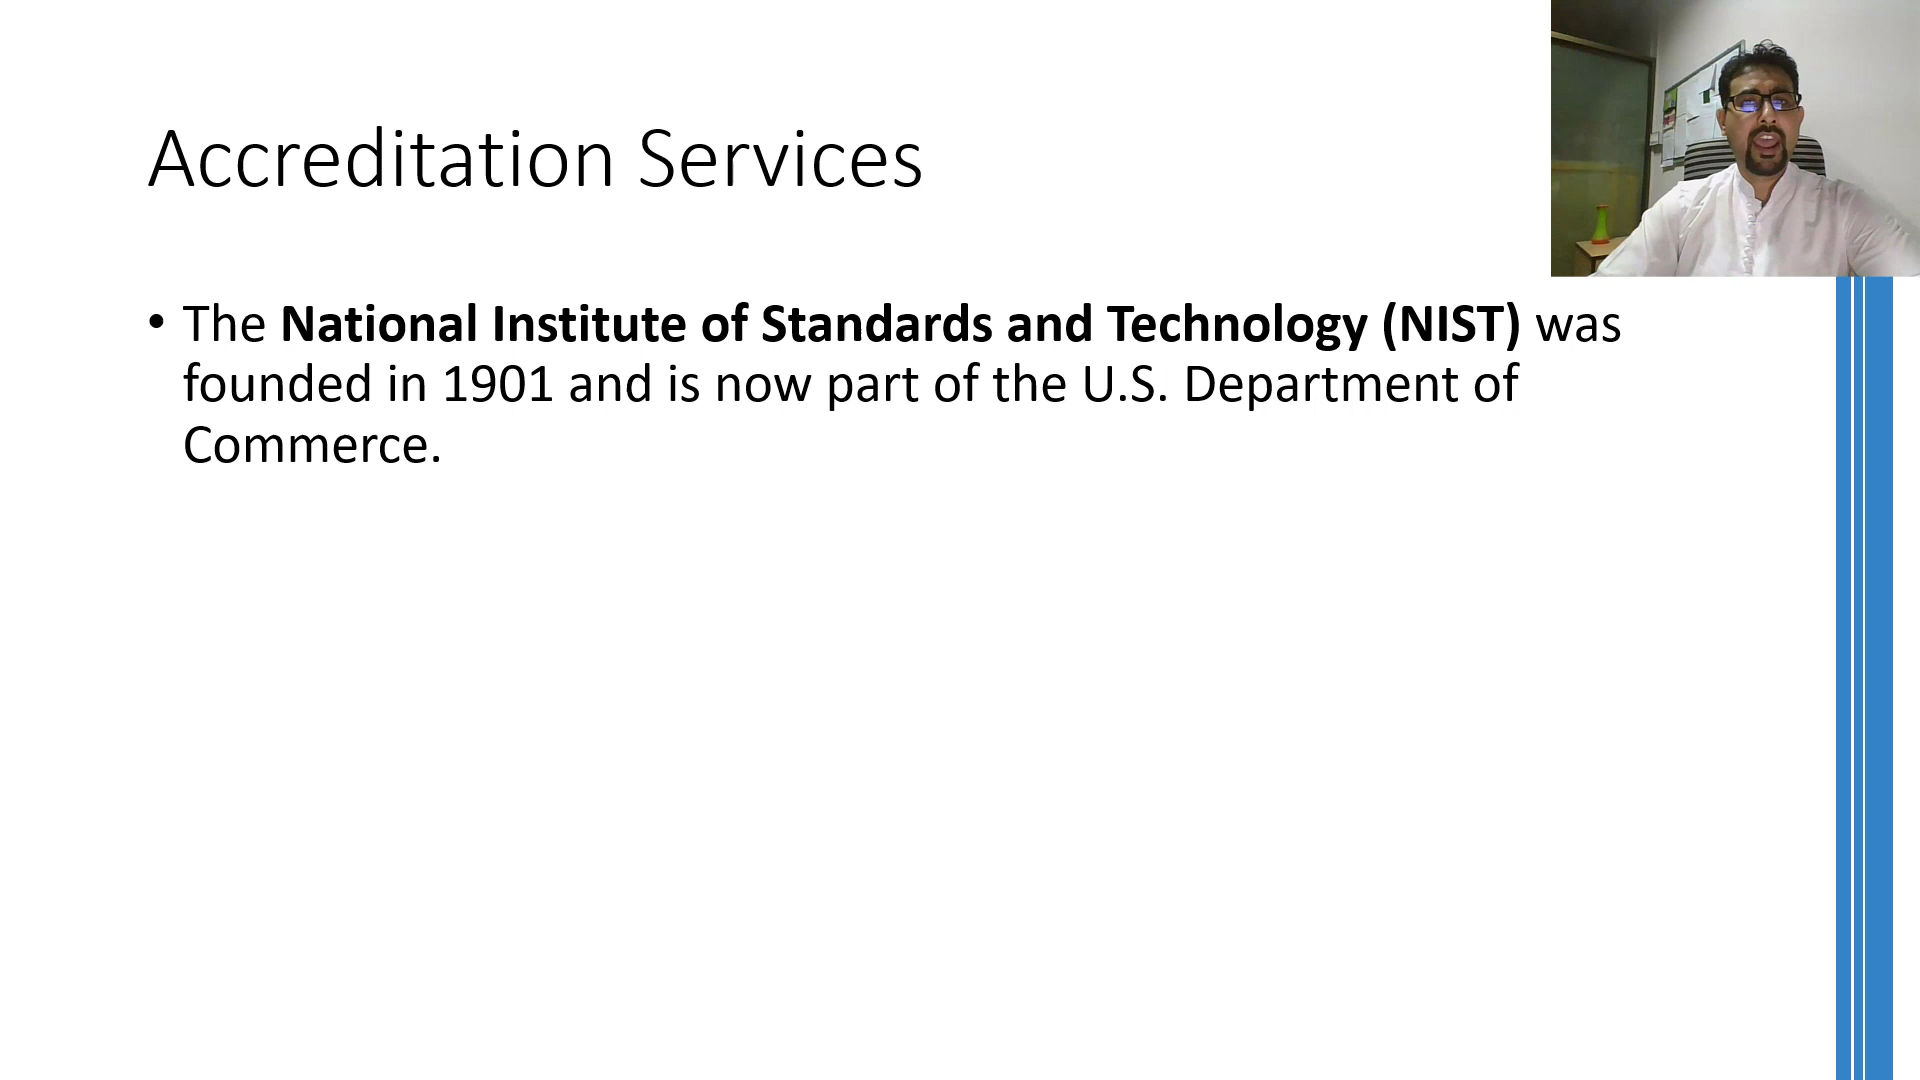 Accreditation Services
• The National Institute of Standards and Technology (NIST) was
founded in 1901 and is now part of the U.S. Department of
Commerce.